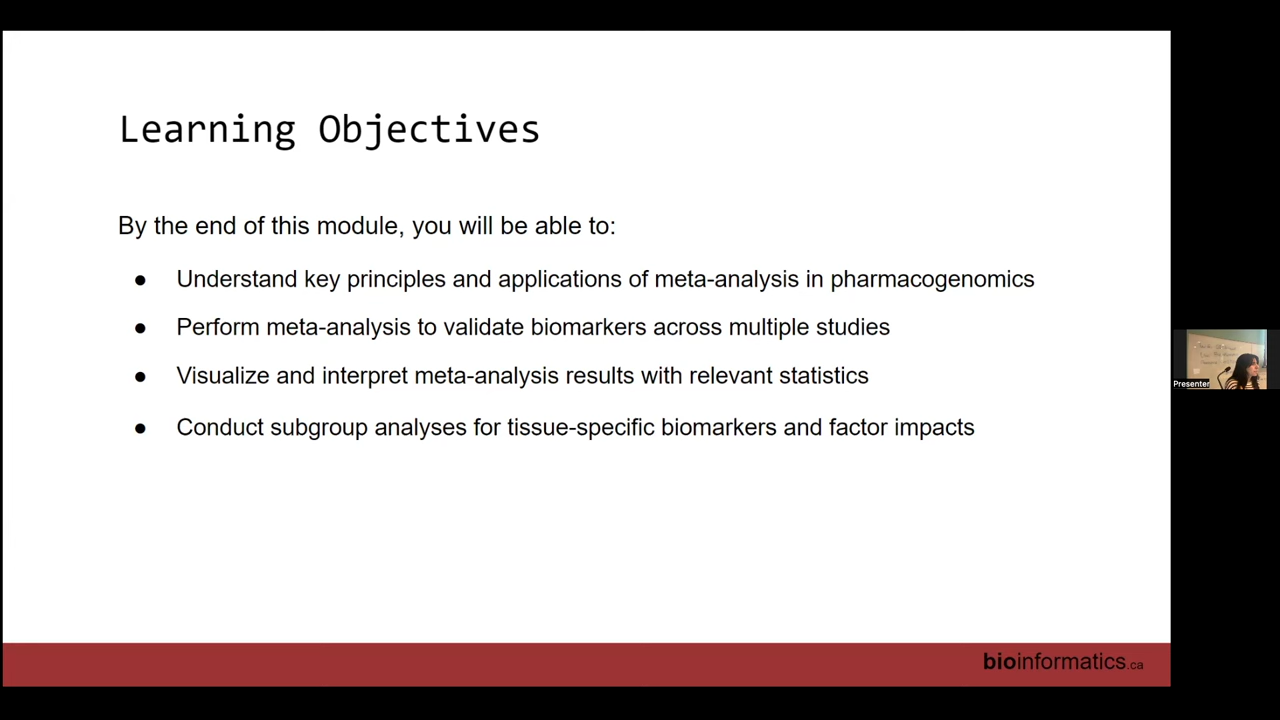 Learning Objectives
By the end of this module, you will be able to:
● Understand key principles and applications of meta-analysis in pharmacogenomics
● Perform meta-analysis to validate biomarkers across multiple studies
● Visualize and interpret meta-analysis results with relevant statistics
● Conduct subgroup analyses for tissue-specific biomarkers and factor impacts
Presenter
bioinformatics.ca